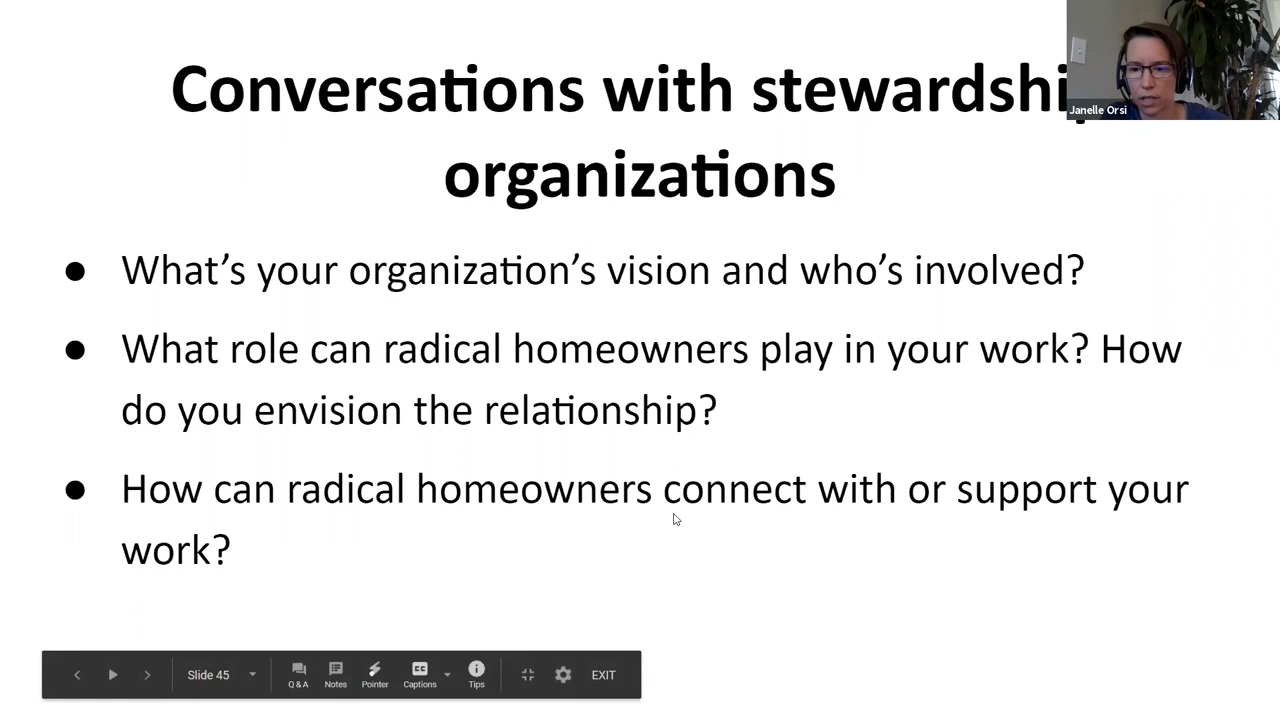 Conversations with stewardshi
organizations
Janelle Orsi
● What's your organization's vision and who's involved?
● What role can radical homeowners play in your work? How
do you envision the relationship?
● How can radical homeowners connect with or support your
work?
Slide 45 Q & A Notes Pointer CC Captions Tips EXIT